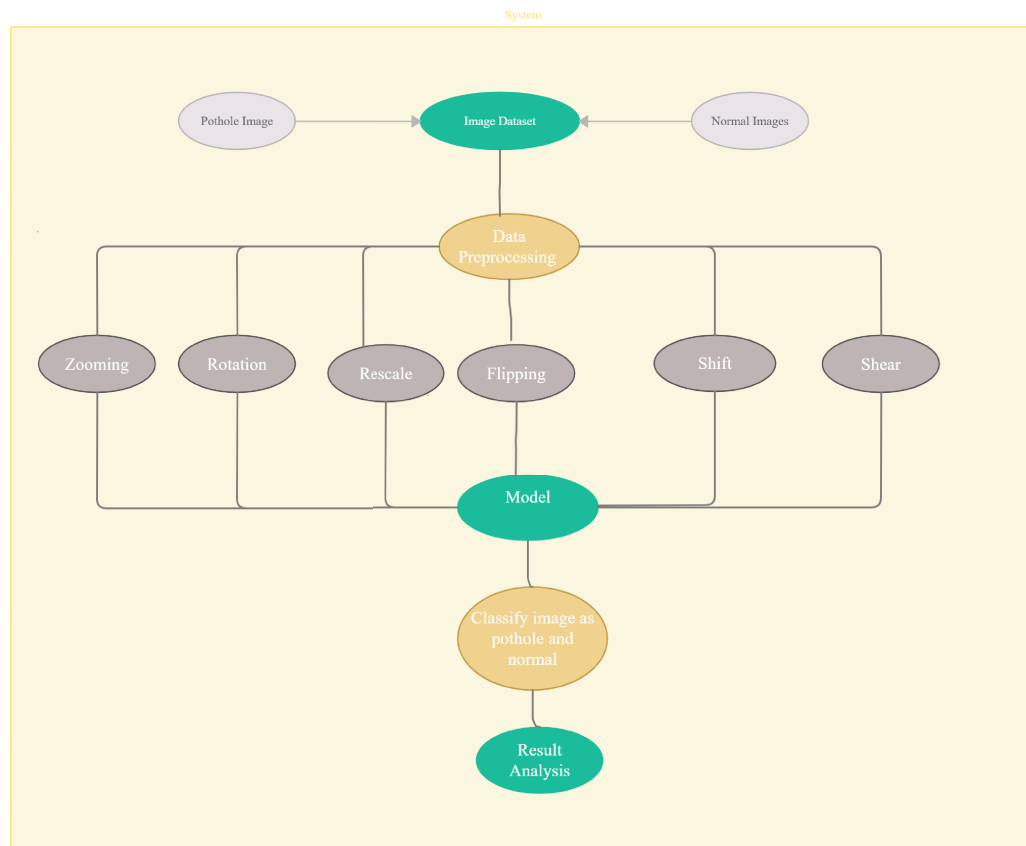 System
Pothole Image
Image Dataset
Normal Images
Data
Preprocessing
Zooming
Rotation
Rescale
Flipping
Shift
Shear
Model
Classify image as
pothole and
normal
Result
Analysis